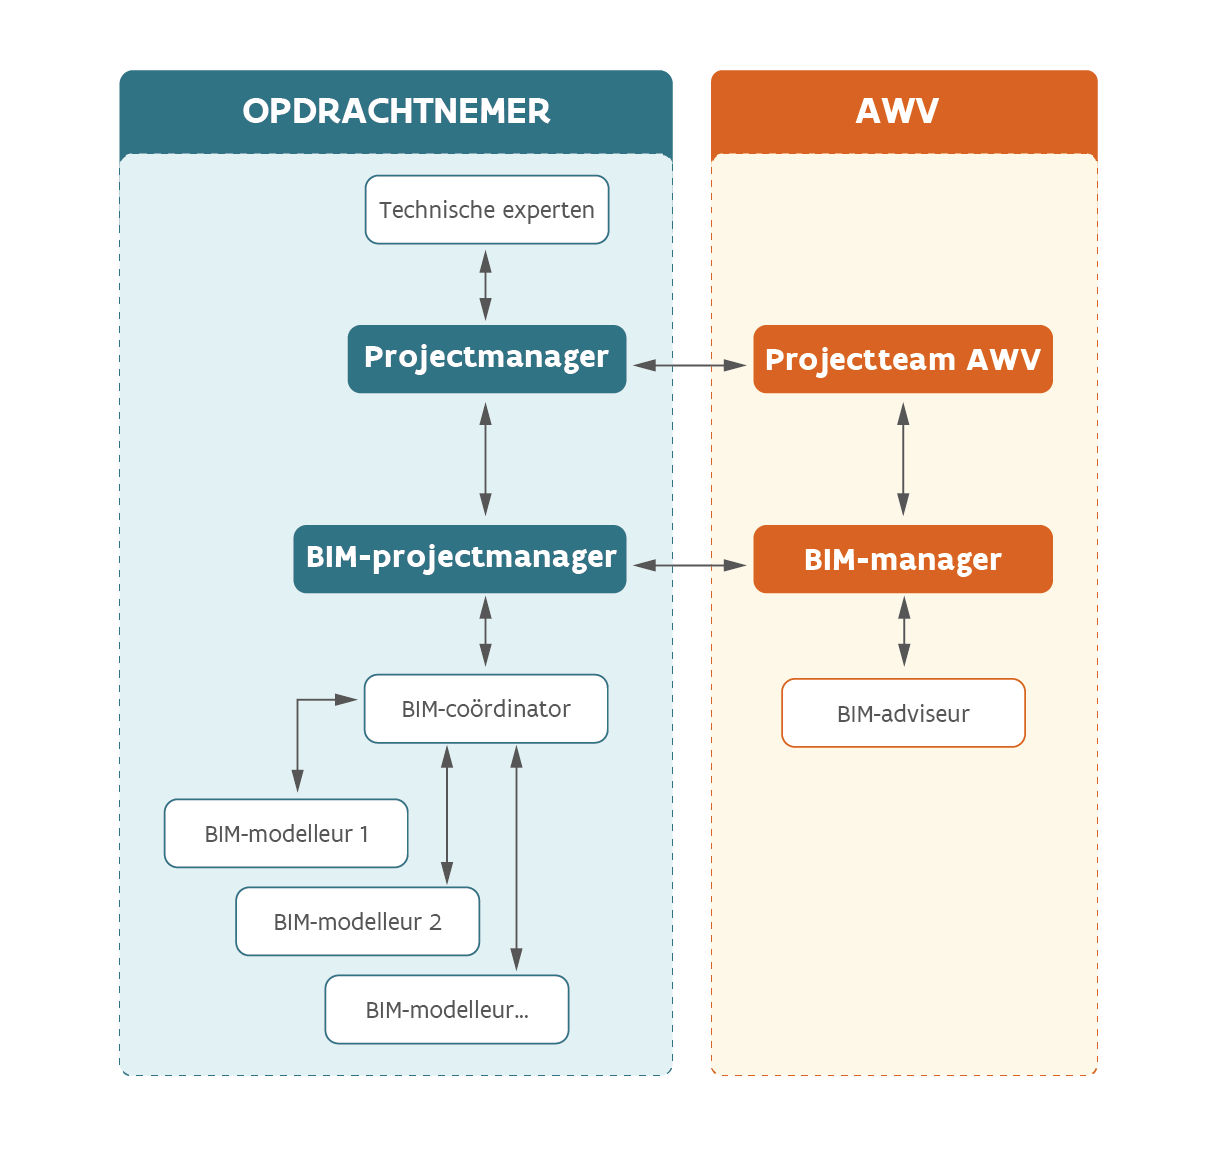 OPDRACHTNEMER
AWV
Technische experten
Projectmanager
Projectteam AWV
BIM-projectmanager
BIM-manager
BIM-coördinator
BIM-adviseur
BIM-modelleur 1
BIM-modelleur 2
BIM-modelleur...